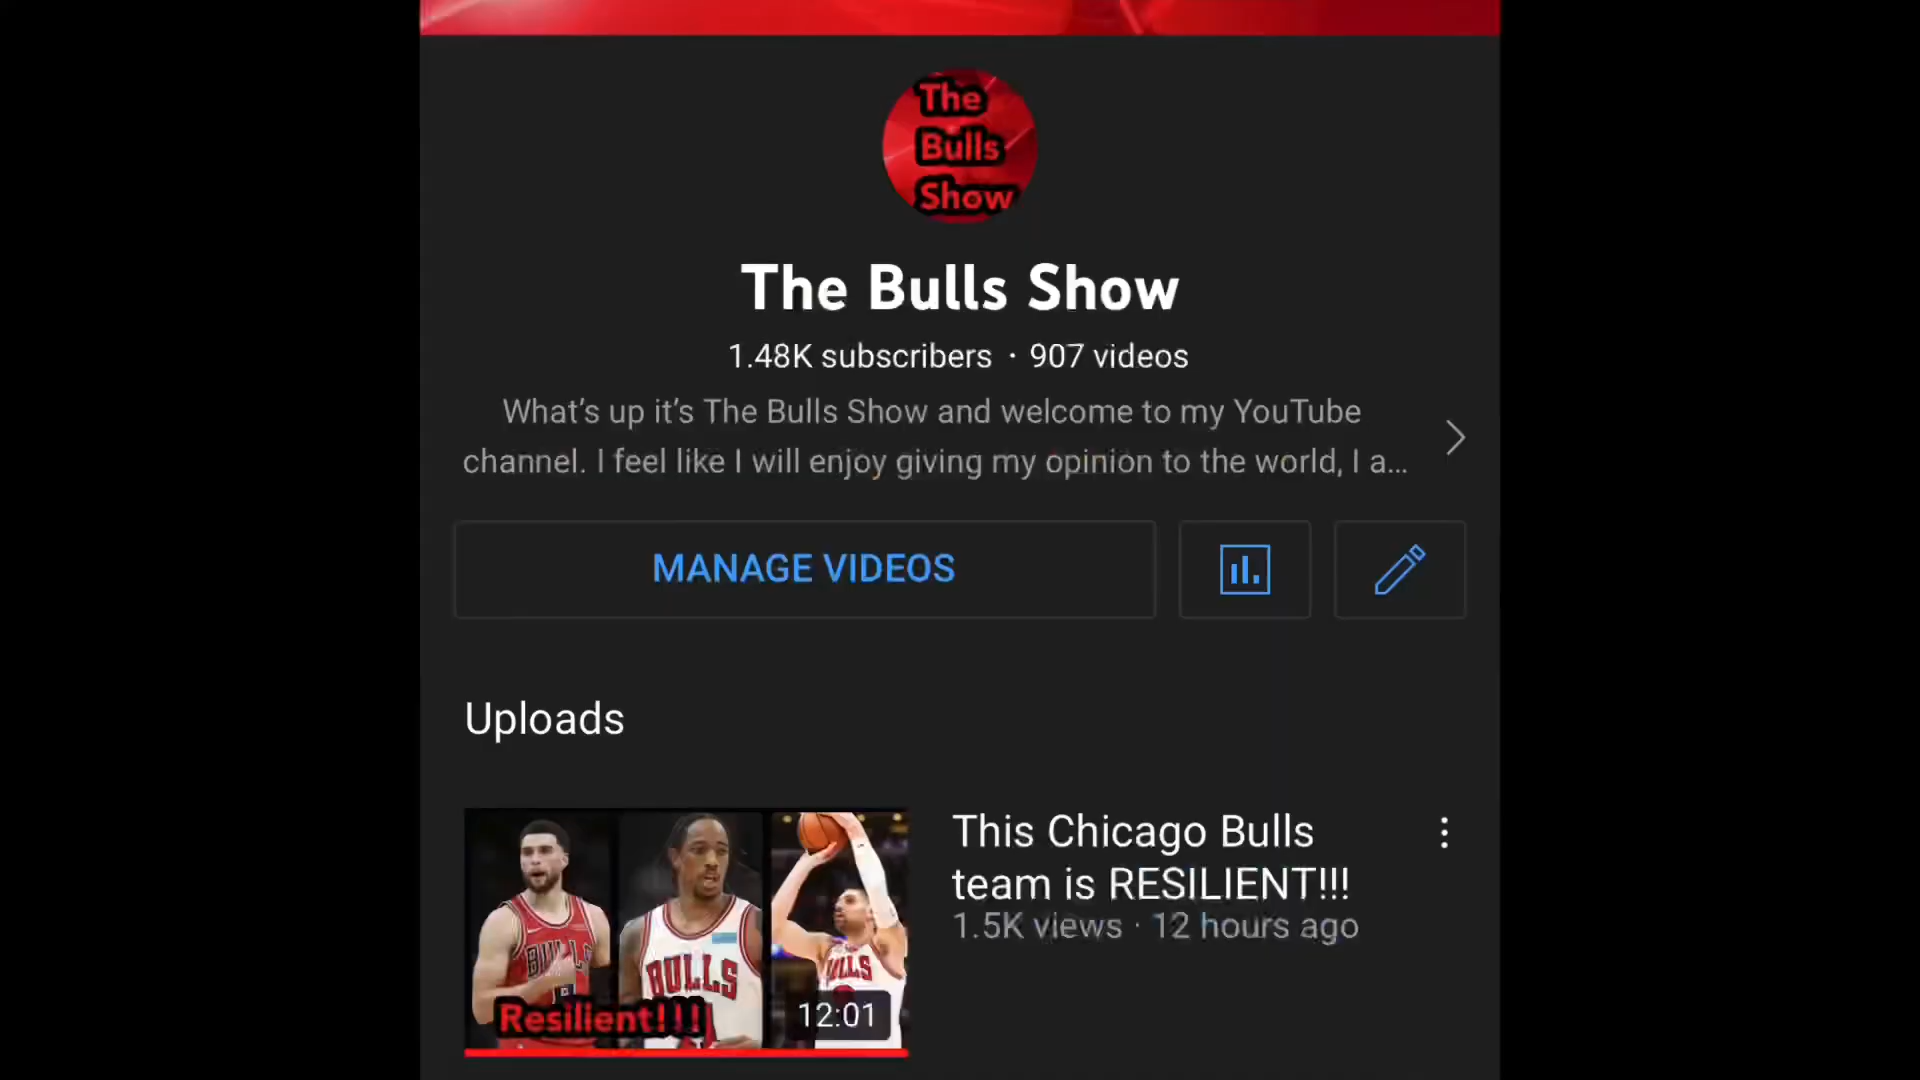 The
Bulls
Show
The Bulls Show
1.48K subscribers · 907 videos
What's up it's The Bulls Show and welcome to my YouTube
channel. I feel like I will enjoy giving my opinion to the world, I a...
MANAGE VIDEOS
Uploads
This Chicago Bulls
team is RESILIENT!!!
1.5K views · 12 hours ago
BULLS
Resilient!!!
12:01